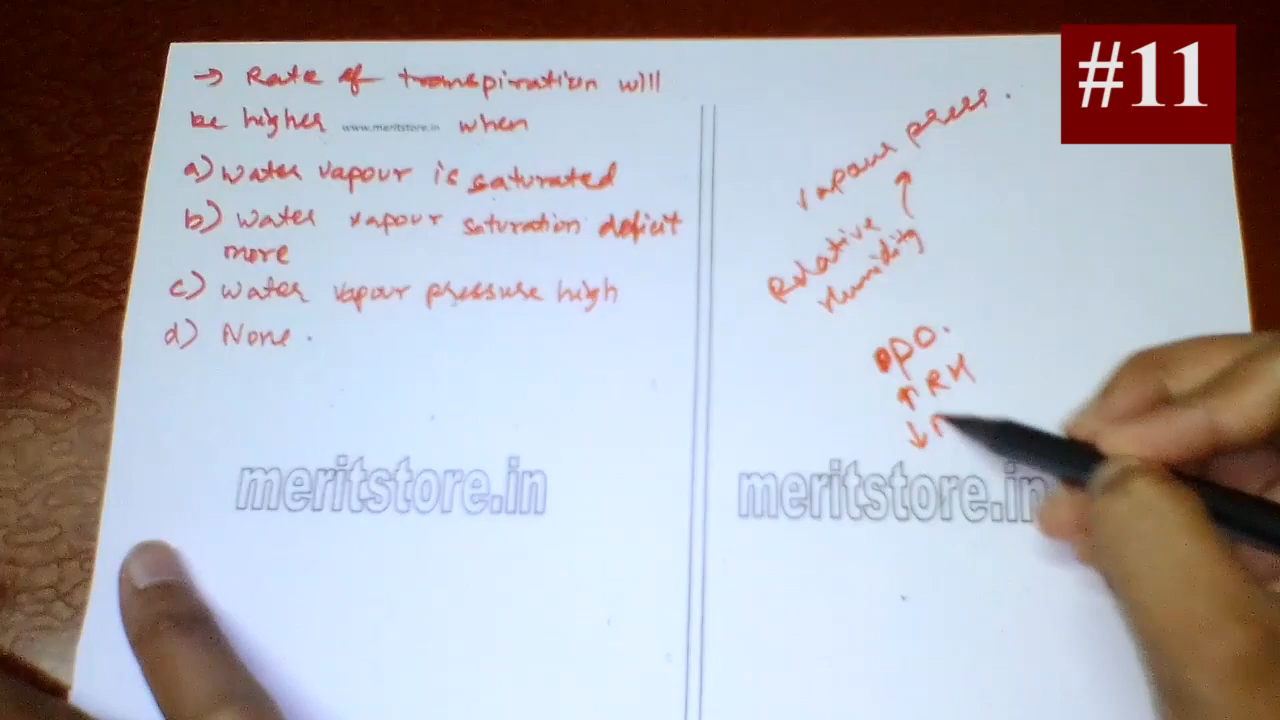 #11
→ Rate of transpiration will
be higher www.meritstore.in when
a) water vapour is saturated
b) water vapour saturation deficit
more
c) water vapour pressure high
d) None.
vapour press.
Relative ↑
Humidity
↑ RH
↓
meritstore.in
meritstore.in